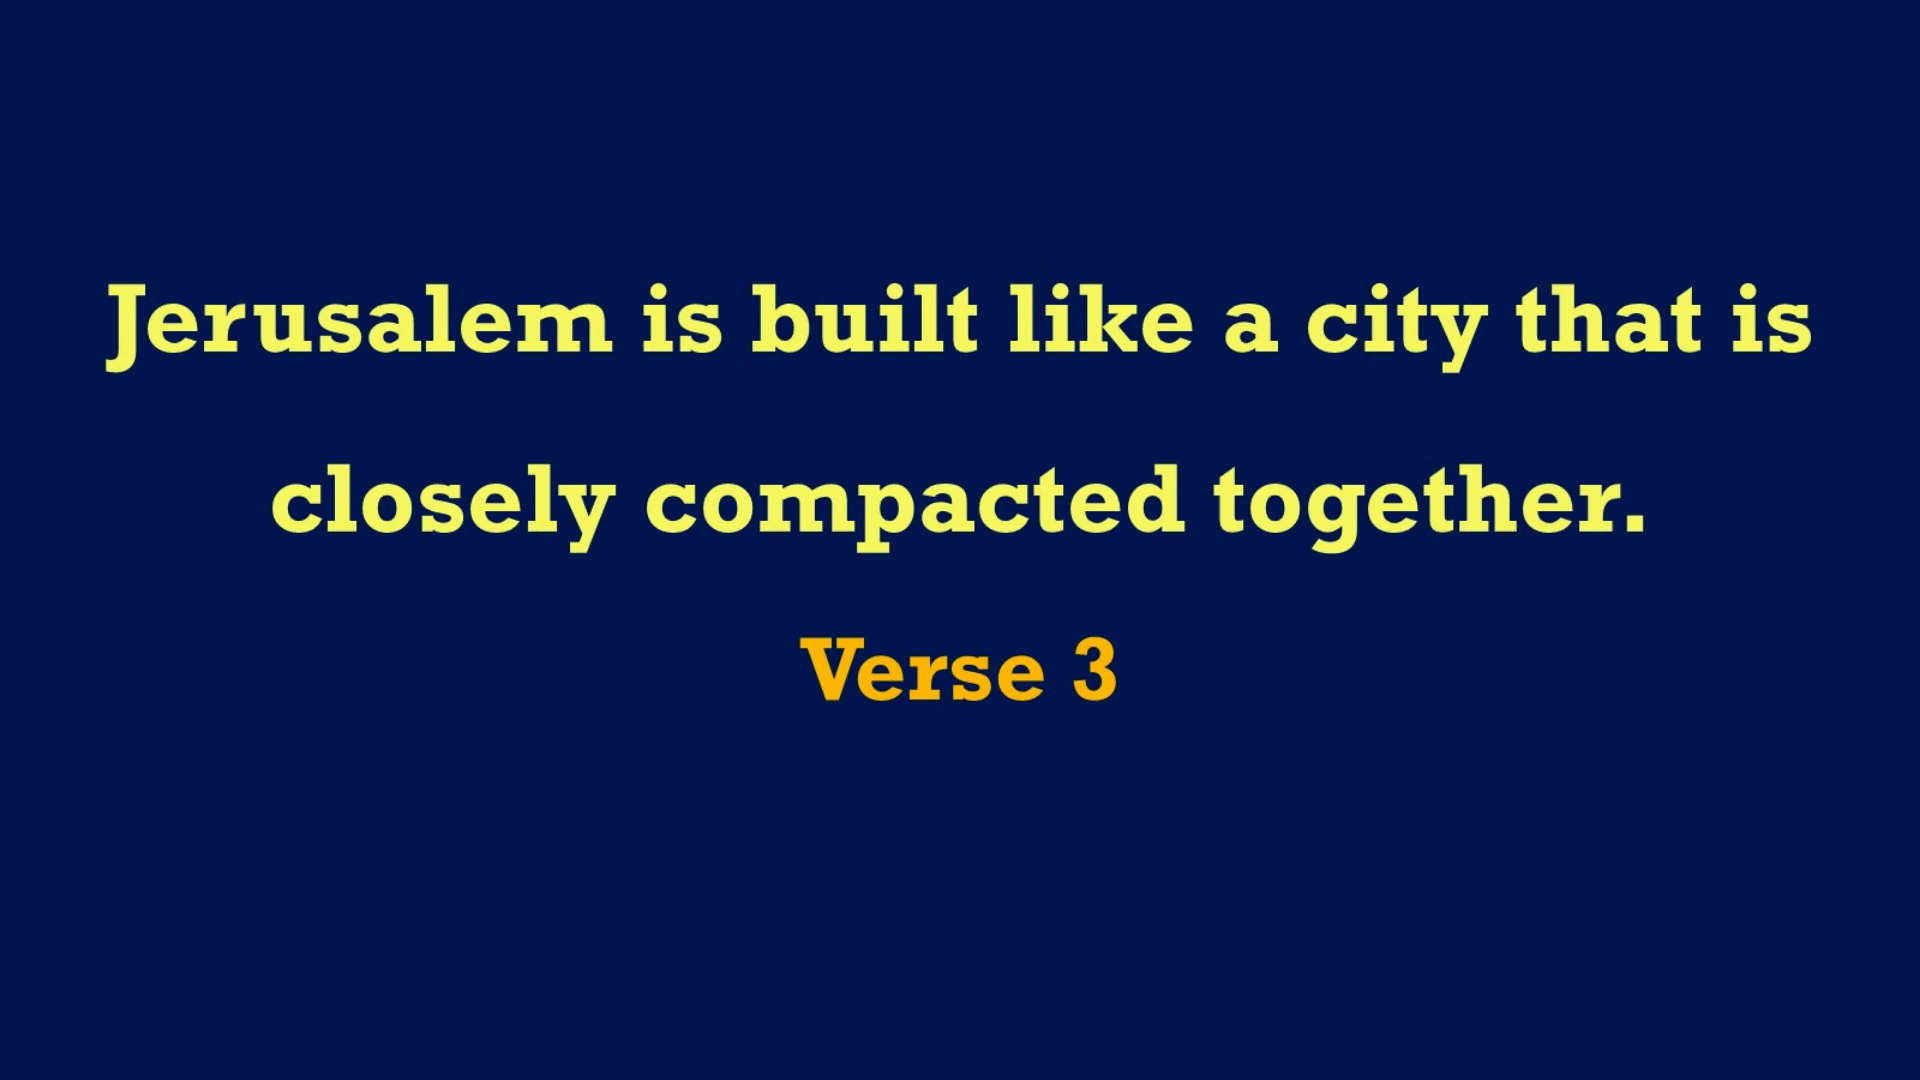 Jerusalem is built like a city that is
closely compacted together.
Verse 3